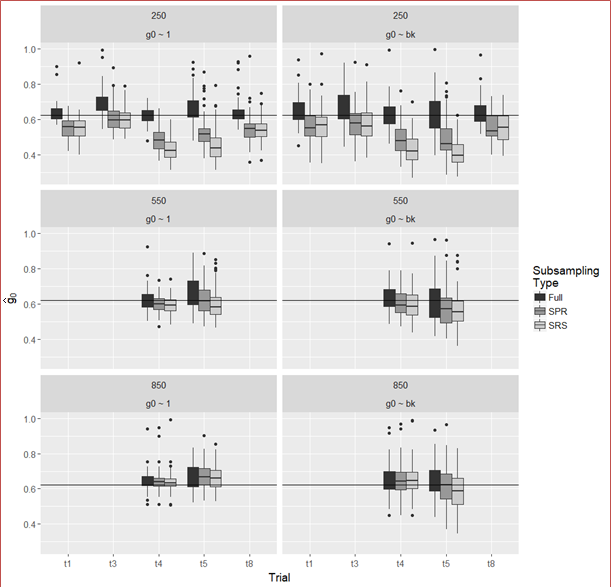 250
250
g0 ~ 1
g0 ~ bk
1.0
0.8
0.6
0.4
550
550
g0 ~ 1
g0 ~ bk
1.0
0.8
0.6
0.4
ĝ0
850
850
g0 ~ 1
g0 ~ bk
1.0
0.8
0.6
0.4
t1 t3 t4 t5 t8
t1 t3 t4 t5 t8
Trial
Subsampling
Type
Full
SPR
SRS